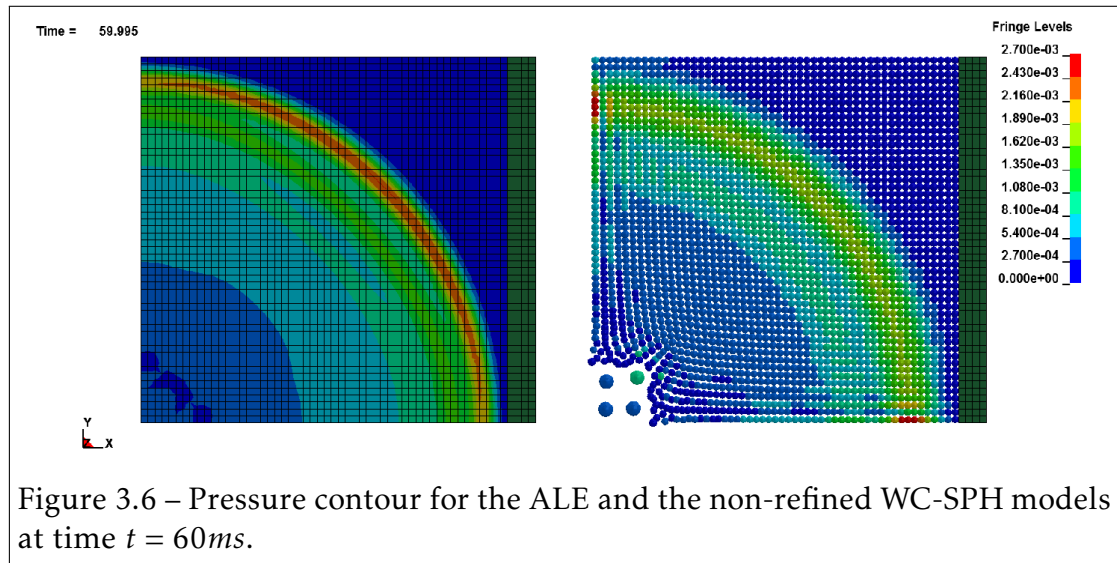 Time = 59.995
Fringe Levels
2.700e-03
2.430e-03
2.160e-03
1.890e-03
1.620e-03
1.350e-03
1.080e-03
8.100e-04
5.400e-04
2.700e-04
0.000e+00
Y
Z X
Figure 3.6 – Pressure contour for the ALE and the non-refined WC-SPH models
at time t = 60ms.